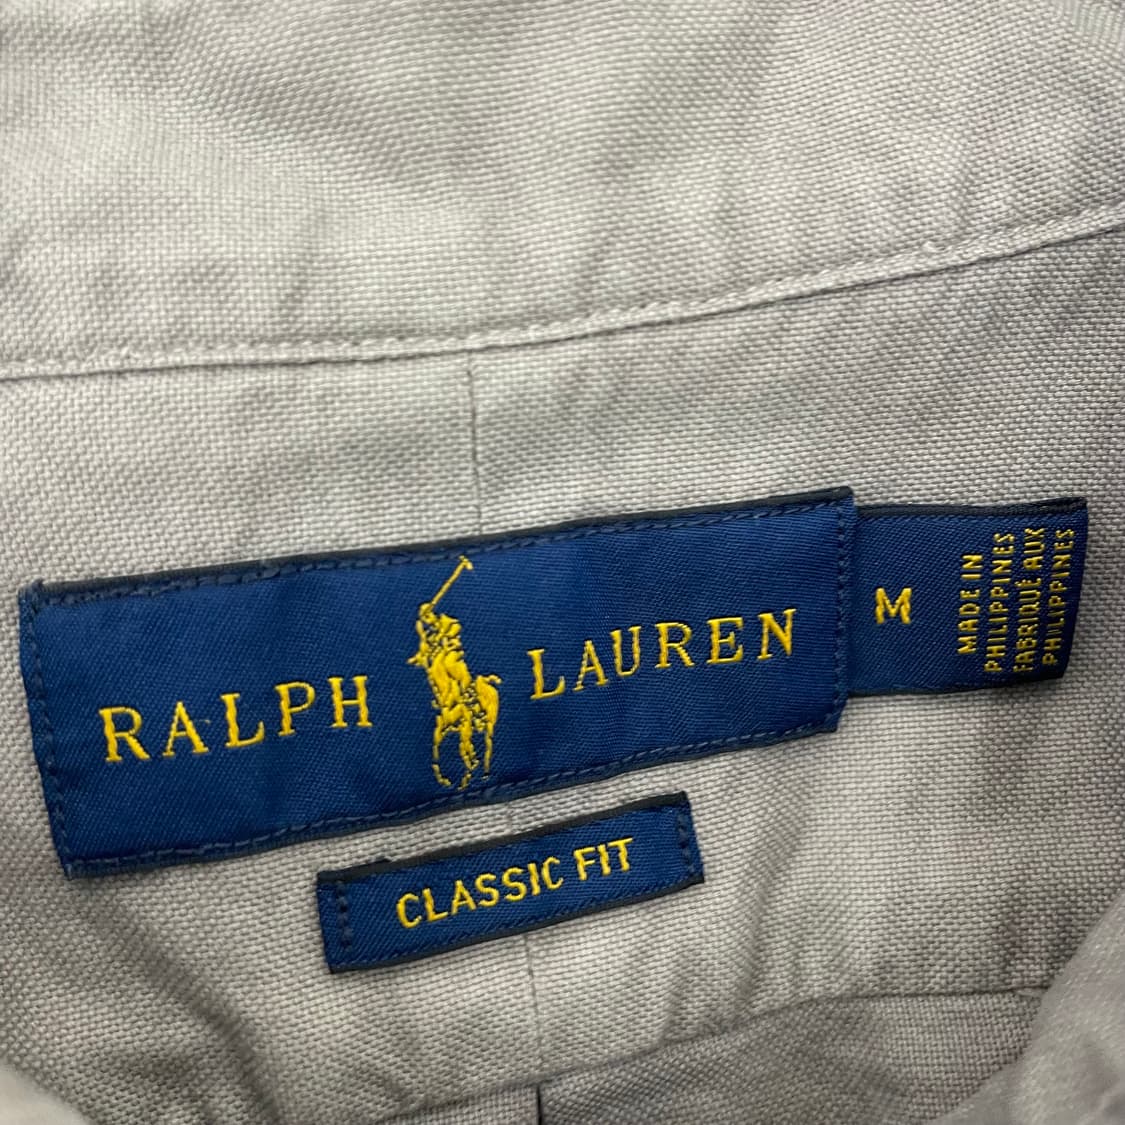 RALPH LAUREN
M
MADE IN
PHILIPPINES
FABRIQUÉ AUX
PHILIPPINES
CLASSIC FIT